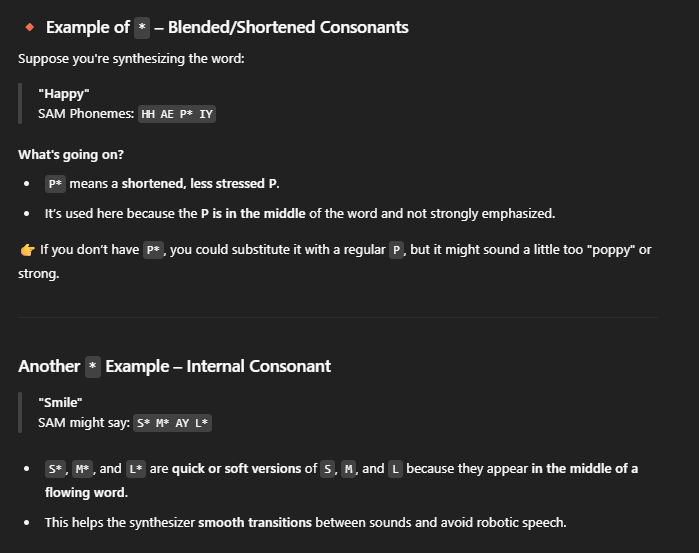 Example of * – Blended/Shortened Consonants
Suppose you're synthesizing the word:
"Happy"
SAM Phonemes: HH AE P* IY
What's going on?
P* means a shortened, less stressed P.
It's used here because the P is in the middle of the word and not strongly emphasized.
👉 If you don't have P*, you could substitute it with a regular P, but it might sound a little too "poppy" or
strong.
Another * Example – Internal Consonant
"Smile"
SAM might say: S* M* AY L*
S*, M*, and L* are quick or soft versions of S, M, and L because they appear in the middle of a
flowing word.
This helps the synthesizer smooth transitions between sounds and avoid robotic speech.